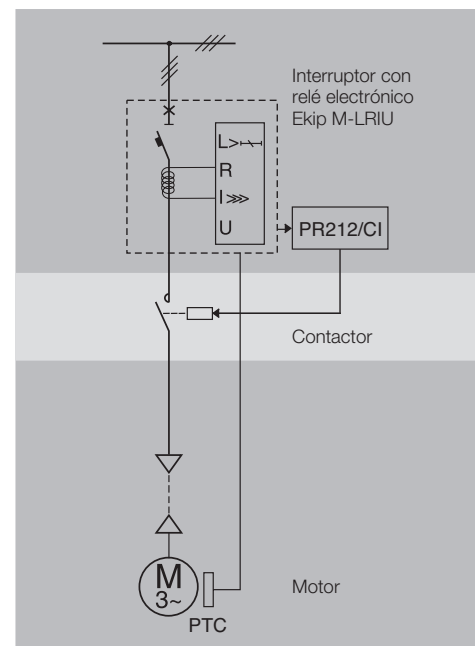 Interruptor con
relé electrónico
Ekip M-LRIU
L>
R
I>>>
U
PR212/CI
Contactor
M
3~
Motor
PTC